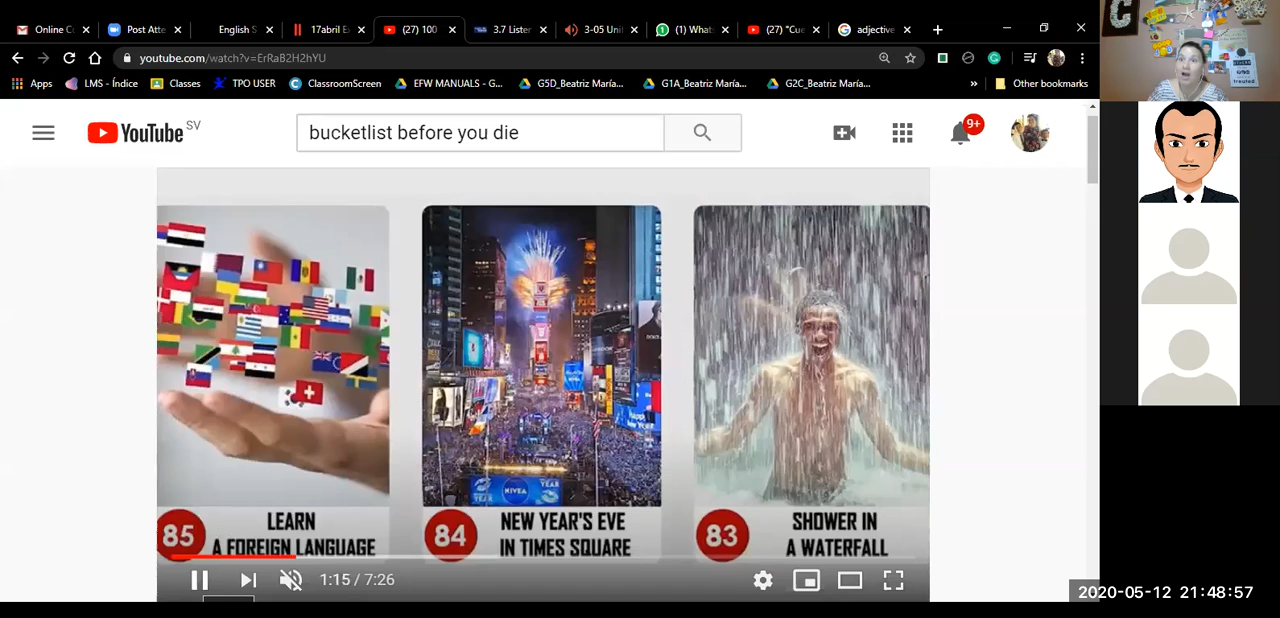 Online C
Post Atte
English S
17abril E
(27) 100
3.7 Lister
3-05 Unit
(1) Whats
(27) "Cue
adjective
youtube.com/watch?v=ErRaB2H2hYU
Apps
LMS - Índice
Classes
TPO USER
ClassroomScreen
EFW MANUALS - G...
G5D_Beatriz María...
G1A_Beatriz María...
G2C_Beatriz María...
»
Other bookmarks
YouTube SV
bucketlist before you die
9+
NIVEA
85
LEARN
A FOREIGN LANGUAGE
84
NEW YEAR'S EVE
IN TIMES SQUARE
83
SHOWER IN
A WATERFALL
1:15 / 7:26
2020-05-12 21:48:57